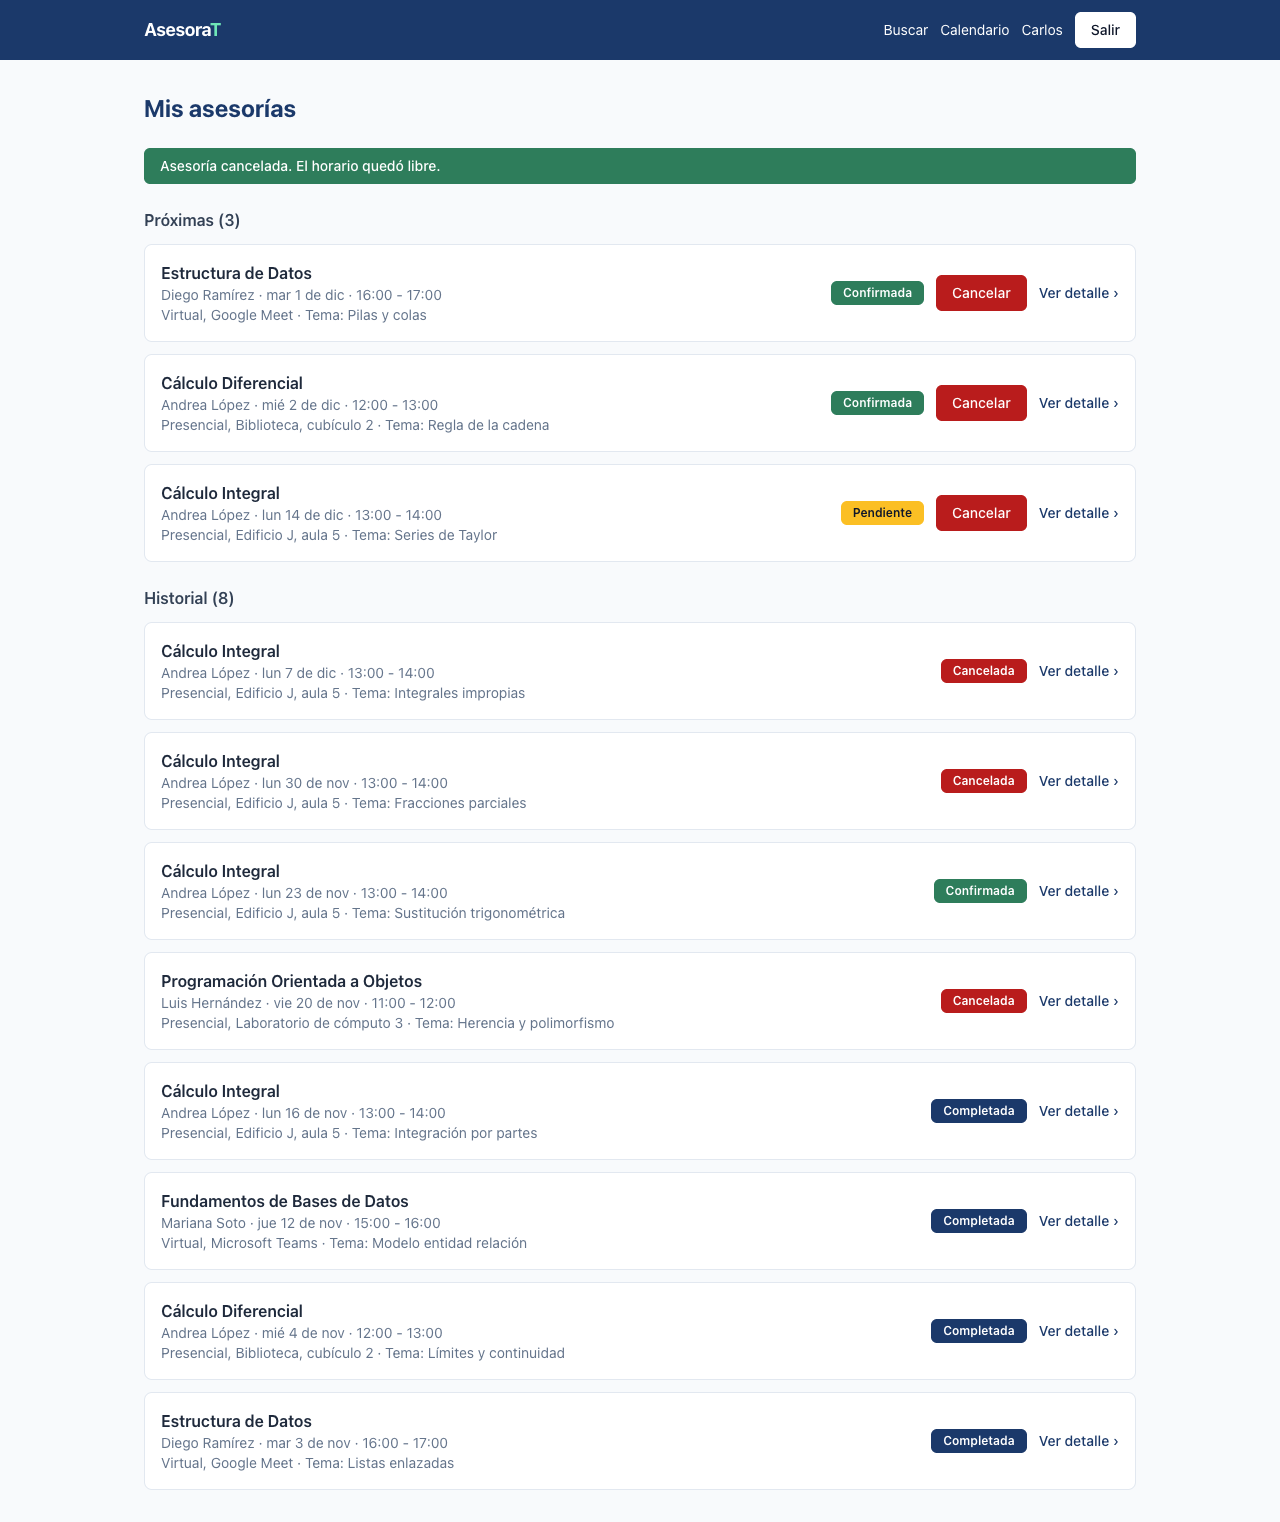 AsesoraT
Buscar Calendario Carlos Salir
Mis asesorías
Asesoría cancelada. El horario quedó libre.
Próximas (3)
Estructura de Datos
Diego Ramírez · mar 1 de dic · 16:00 - 17:00
Virtual, Google Meet · Tema: Pilas y colas
Confirmada Cancelar Ver detalle ›
Cálculo Diferencial
Andrea López · mié 2 de dic · 12:00 - 13:00
Presencial, Biblioteca, cubículo 2 · Tema: Regla de la cadena
Confirmada Cancelar Ver detalle ›
Cálculo Integral
Andrea López · lun 14 de dic · 13:00 - 14:00
Presencial, Edificio J, aula 5 · Tema: Series de Taylor
Pendiente Cancelar Ver detalle ›
Historial (8)
Cálculo Integral
Andrea López · lun 7 de dic · 13:00 - 14:00
Presencial, Edificio J, aula 5 · Tema: Integrales impropias
Cancelada Ver detalle ›
Cálculo Integral
Andrea López · lun 30 de nov · 13:00 - 14:00
Presencial, Edificio J, aula 5 · Tema: Fracciones parciales
Cancelada Ver detalle ›
Cálculo Integral
Andrea López · lun 23 de nov · 13:00 - 14:00
Presencial, Edificio J, aula 5 · Tema: Sustitución trigonométrica
Confirmada Ver detalle ›
Programación Orientada a Objetos
Luis Hernández · vie 20 de nov · 11:00 - 12:00
Presencial, Laboratorio de cómputo 3 · Tema: Herencia y polimorfismo
Cancelada Ver detalle ›
Cálculo Integral
Andrea López · lun 16 de nov · 13:00 - 14:00
Presencial, Edificio J, aula 5 · Tema: Integración por partes
Completada Ver detalle ›
Fundamentos de Bases de Datos
Mariana Soto · jue 12 de nov · 15:00 - 16:00
Virtual, Microsoft Teams · Tema: Modelo entidad relación
Completada Ver detalle ›
Cálculo Diferencial
Andrea López · mié 4 de nov · 12:00 - 13:00
Presencial, Biblioteca, cubículo 2 · Tema: Límites y continuidad
Completada Ver detalle ›
Estructura de Datos
Diego Ramírez · mar 3 de nov · 16:00 - 17:00
Virtual, Google Meet · Tema: Listas enlazadas
Completada Ver detalle ›